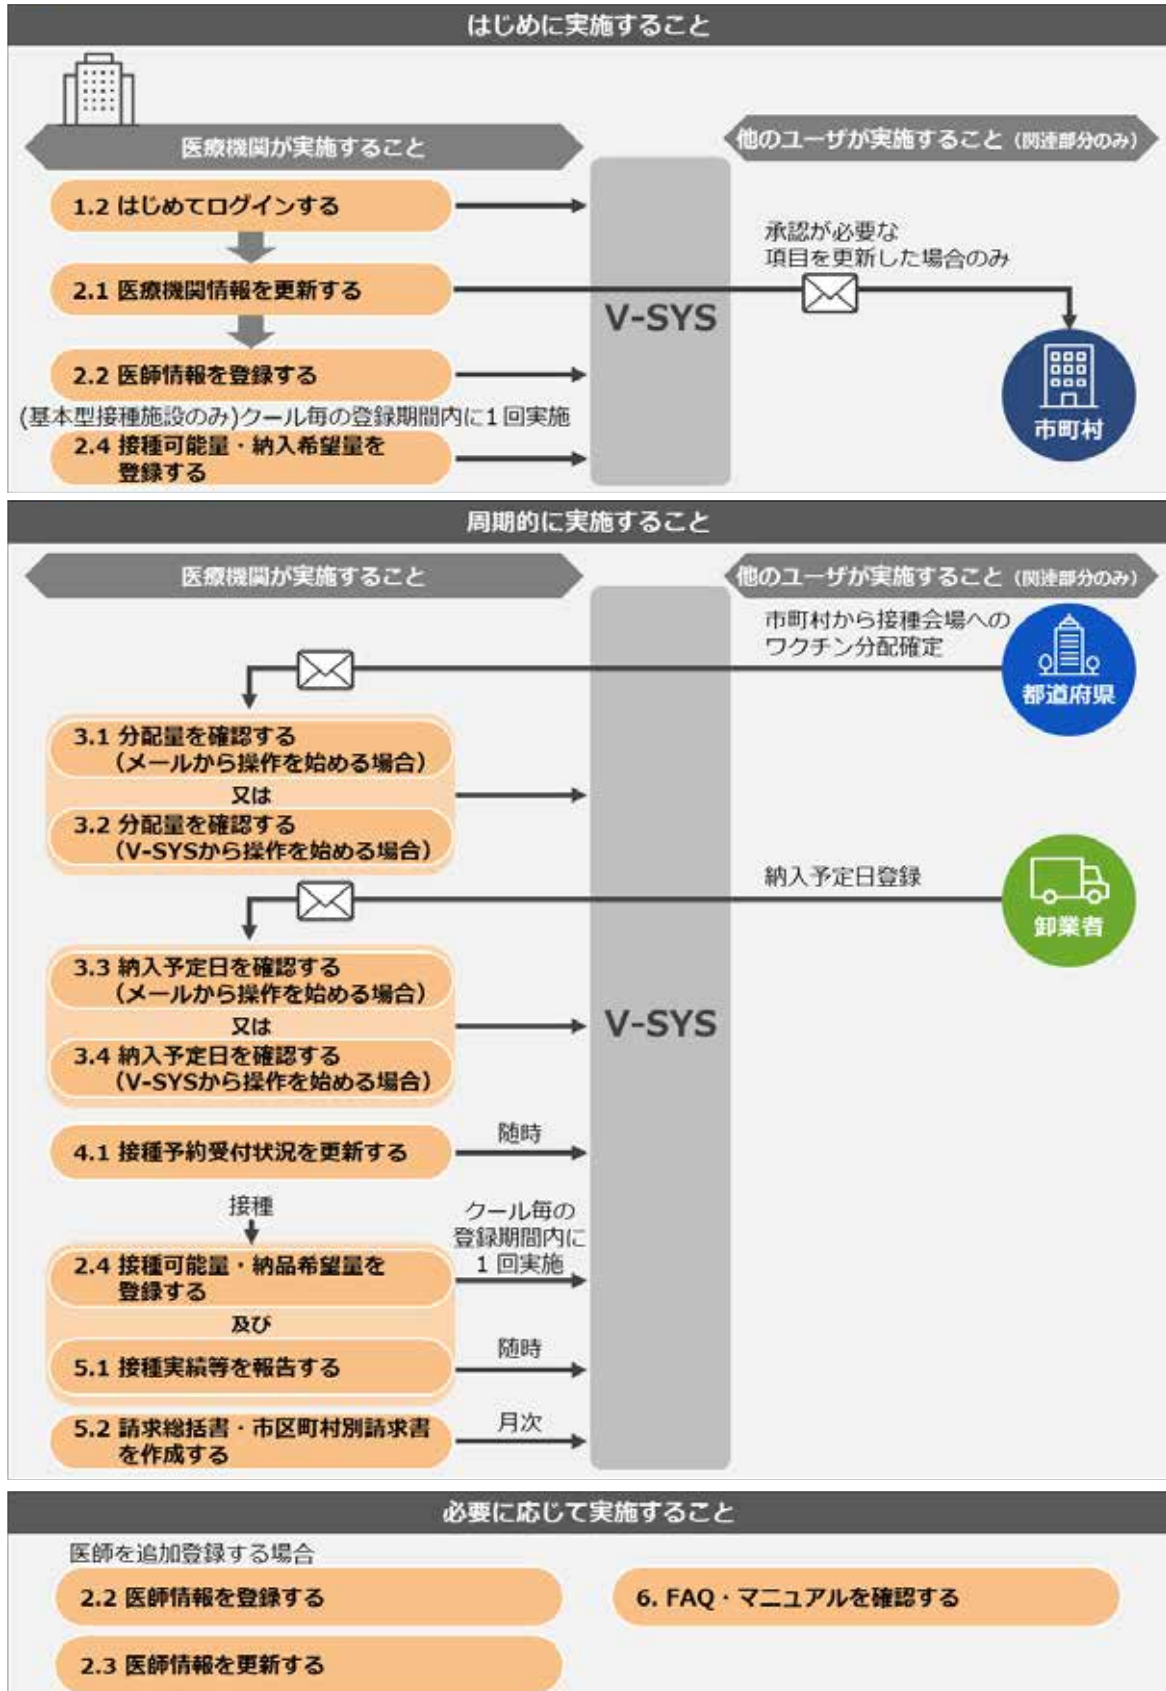 はじめに実施すること
医療機関が実施すること
他のユーザが実施すること（関連部分のみ）
1.2 はじめてログインする
承認が必要な
項目を更新した場合のみ
2.1 医療機関情報を更新する
V-SYS
2.2 医師情報を登録する
市町村
(基本型接種施設のみ)クール毎の登録期間内に1回実施
2.4 接種可能量・納入希望量を
登録する
周期的に実施すること
医療機関が実施すること
他のユーザが実施すること（関連部分のみ）
市町村から接種会場への
ワクチン分配確定
都道府県
3.1 分配量を確認する
（メールから操作を始める場合）
又は
3.2 分配量を確認する
（V-SYSから操作を始める場合）
納入予定日登録
卸業者
3.3 納入予定日を確認する
（メールから操作を始める場合）
又は
V-SYS
3.4 納入予定日を確認する
（V-SYSから操作を始める場合）
4.1 接種予約受付状況を更新する
随時
接種
クール毎の
登録期間内に
1 回実施
2.4 接種可能量・納品希望量を
登録する
及び
5.1 接種実績等を報告する
随時
5.2 請求総括書・市区町村別請求書
を作成する
月次
必要に応じて実施すること
医師を追加登録する場合
2.2 医師情報を登録する
6. FAQ・マニュアルを確認する
2.3 医師情報を更新する